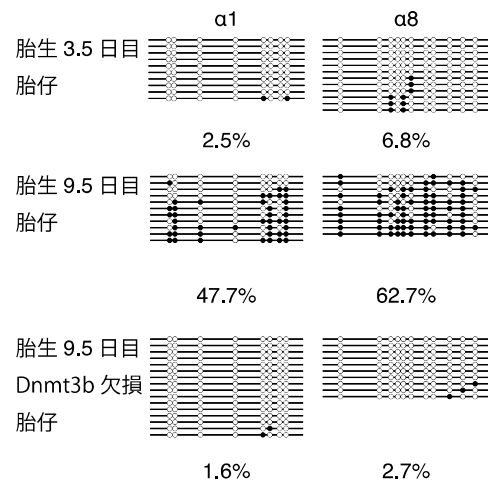 α1 α8
胎生 3.5 日目
胎仔
2.5% 6.8%
胎生 9.5 日目
胎仔
47.7% 62.7%
胎生 9.5 日目
Dnmt3b 欠損
胎仔
1.6% 2.7%